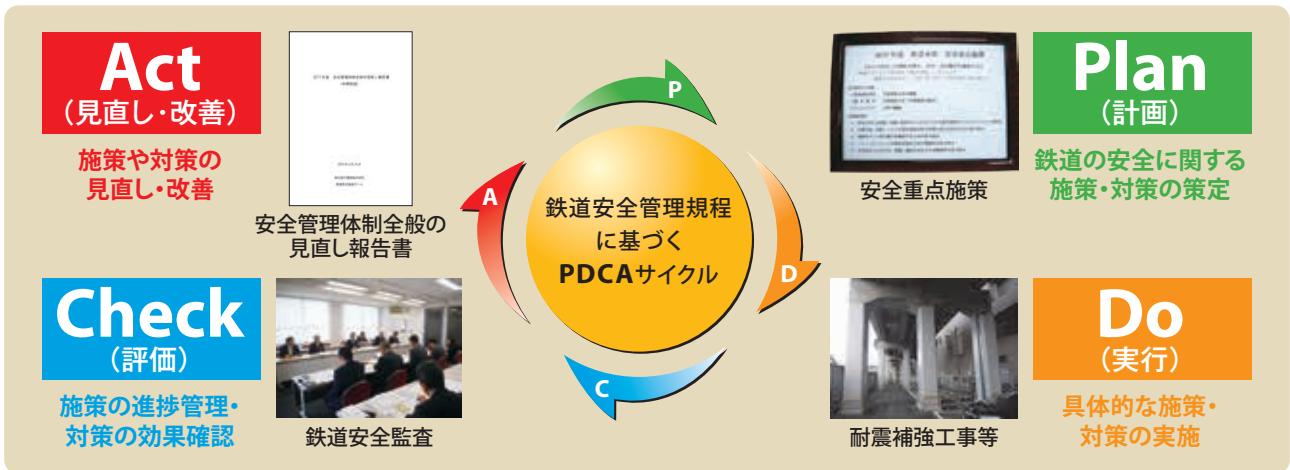 Act
(見直し・改善)
施策や対策の
見直し・改善
安全管理体制全般の
見直し報告書
Plan
(計画)
鉄道の安全に関する
施策・対策の策定
安全重点施策
P
A
D
C
鉄道安全管理規程
に基づく
PDCAサイクル
Check
(評価)
施策の進捗管理・
対策の効果確認
鉄道安全監査
Do
(実行)
具体的な施策・
対策の実施
耐震補強工事等